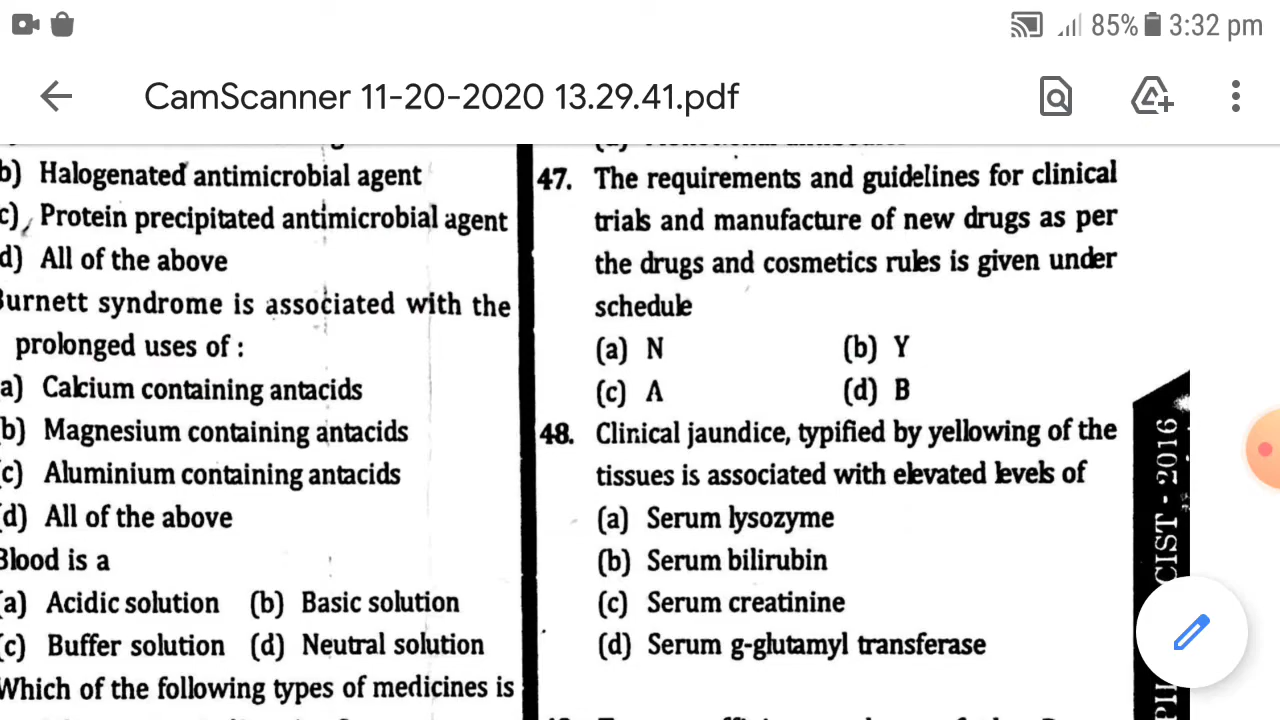 85% 3:32 pm
CamScanner 11-20-2020 13.29.41.pdf
b) Halogenated antimicrobial agent
c) Protein precipitated antimicrobial agent
d) All of the above
Burnett syndrome is associated with the
prolonged uses of :
a) Calcium containing antacids
b) Magnesium containing antacids
c) Aluminium containing antacids
d) All of the above
Blood is a
(a) Acidic solution (b) Basic solution
(c) Buffer solution (d) Neutral solution
Which of the following types of medicines is
47. The requirements and guidelines for clinical
trials and manufacture of new drugs as per
the drugs and cosmetics rules is given under
schedule
(a) N (b) Y
(c) A (d) B
48. Clinical jaundice, typified by yellowing of the
tissues is associated with elevated levels of
(a) Serum lysozyme
(b) Serum bilirubin
(c) Serum creatinine
(d) Serum g-glutamyl transferase
CIST - 2016